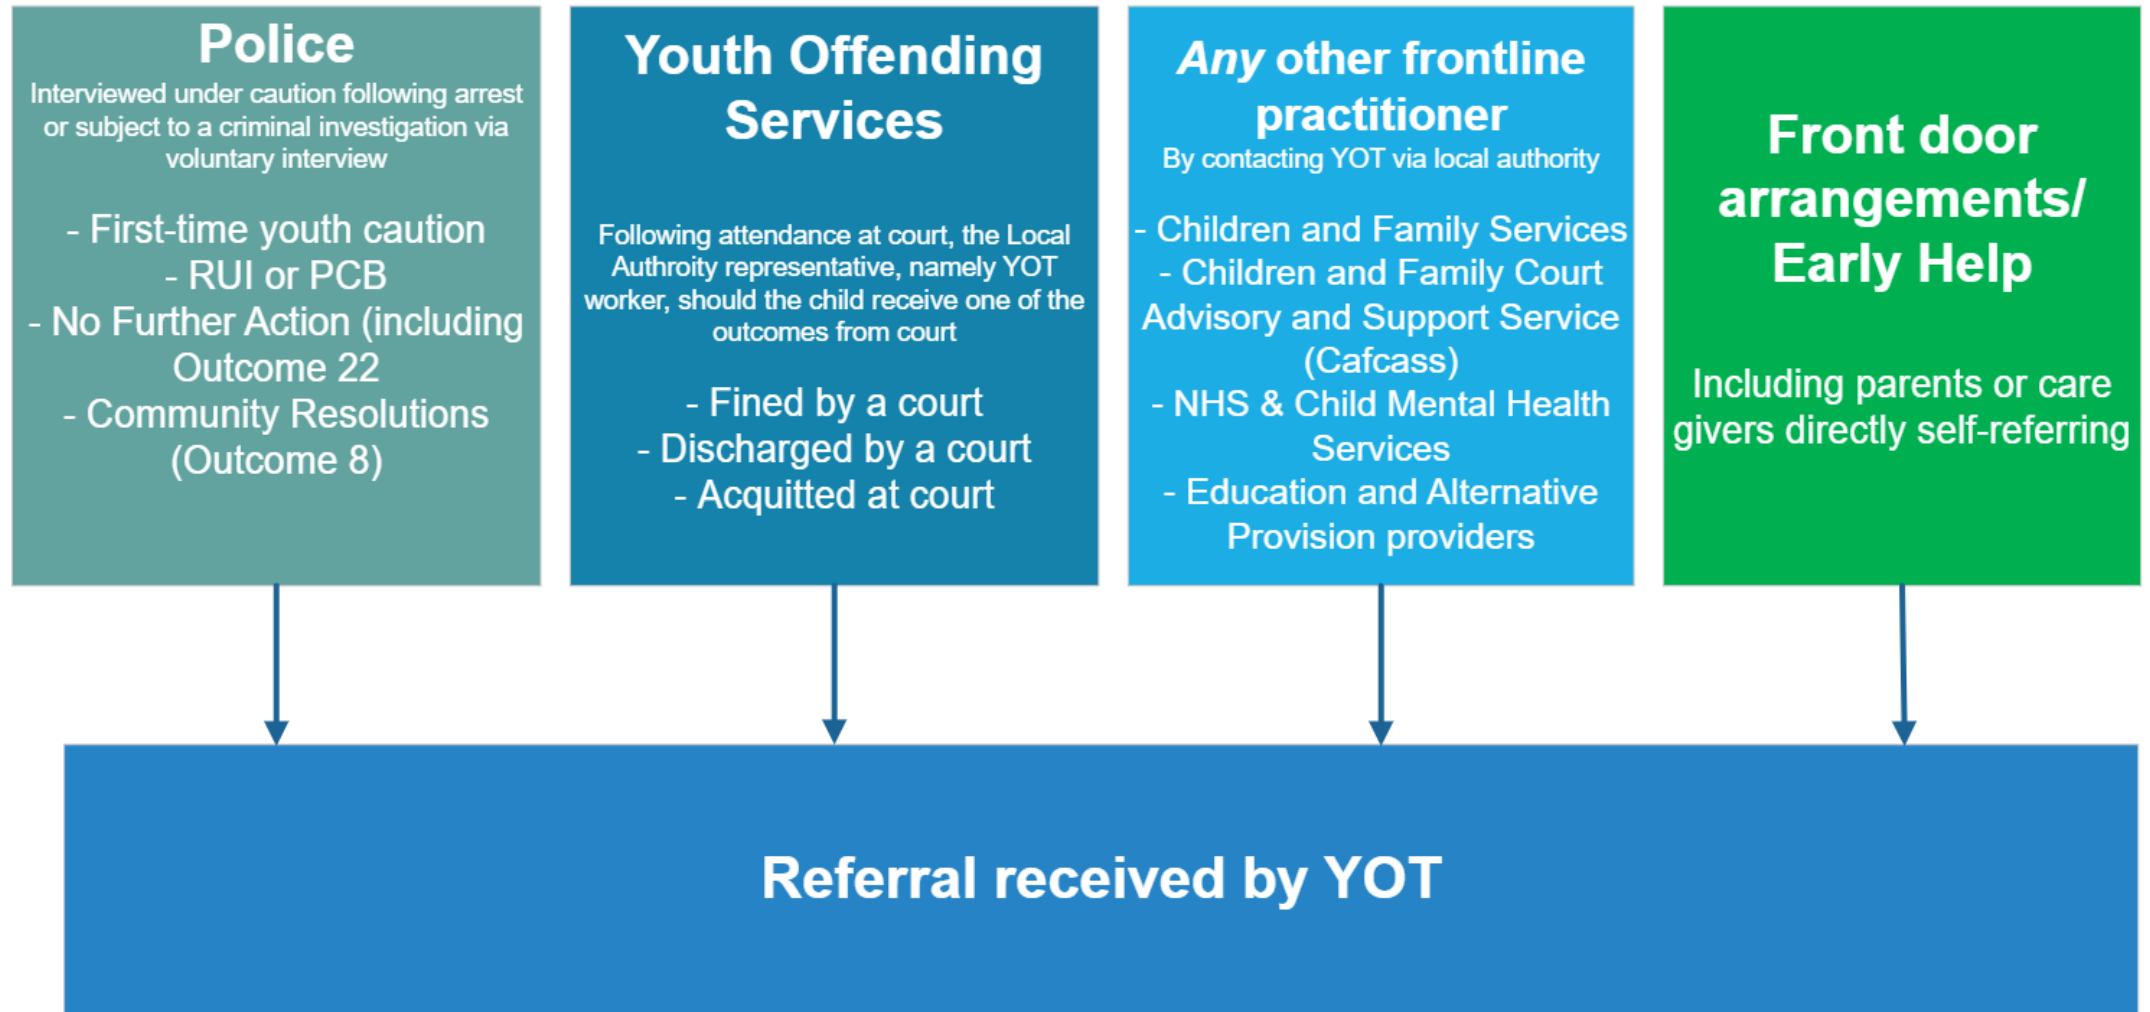 Police
Interviewed under caution following arrest
or subject to a criminal investigation via
voluntary interview
- First-time youth caution
- RUI or PCB
- No Further Action (including
Outcome 22
- Community Resolutions
(Outcome 8)
Youth Offending
Services
Following attendance at court, the Local
Authroity representative, namely YOT
worker, should the child receive one of the
outcomes from court
- Fined by a court
- Discharged by a court
- Acquitted at court
Any other frontline
practitioner
By contacting YOT via local authority
- Children and Family Services
- Children and Family Court
Advisory and Support Service
(Cafcass)
- NHS & Child Mental Health
Services
- Education and Alternative
Provision providers
Front door
arrangements/
Early Help
Including parents or care
givers directly self-referring
Referral received by YOT